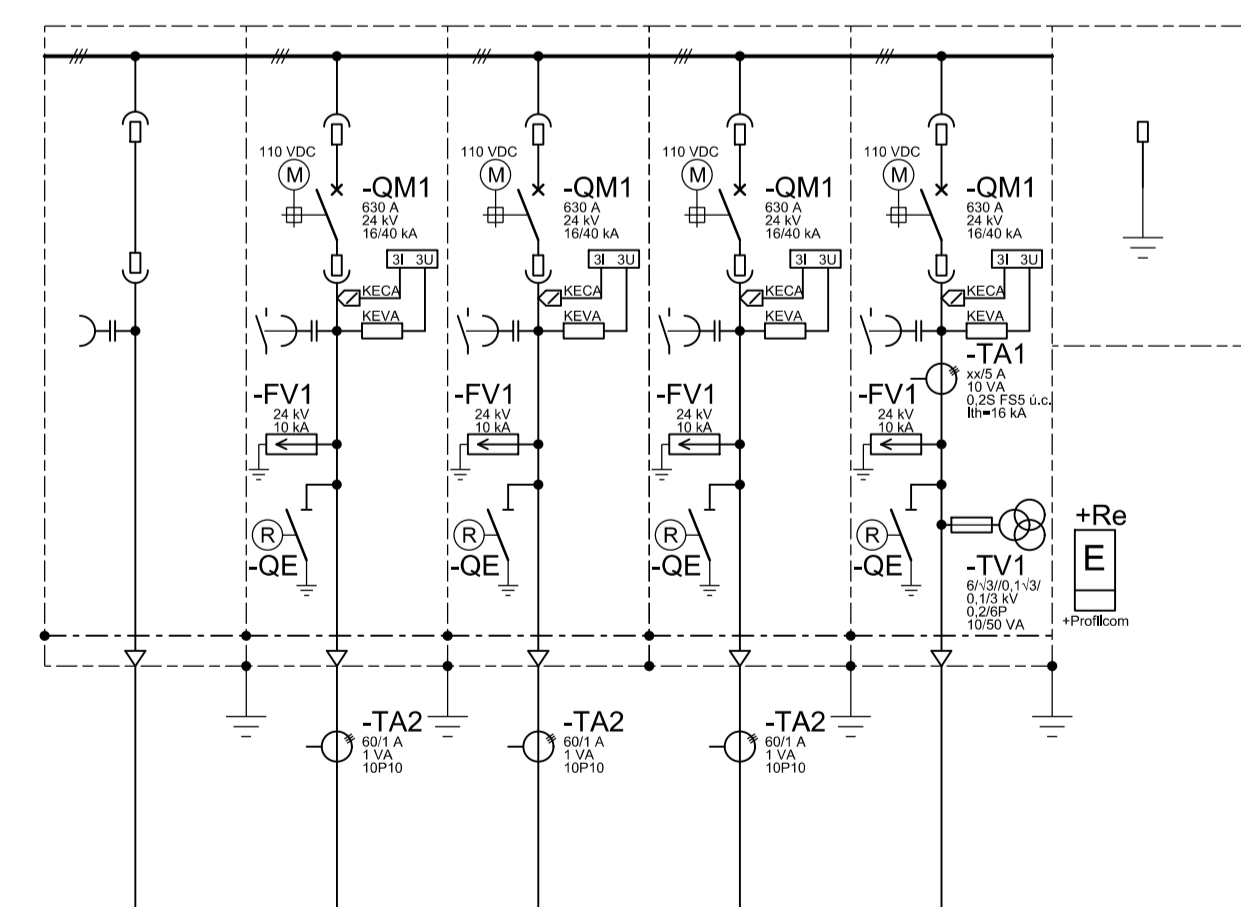 110 VDC
M
-QM1
630 A
24 kV
16/40 kA
3I 3U
KECA
KEVA
-FV1
24 kV
10 kA
R
-QE
-TA2
60/1 A
1 VA
10P10
110 VDC
M
-QM1
630 A
24 kV
16/40 kA
3I 3U
KECA
KEVA
-FV1
24 kV
10 kA
R
-QE
-TA2
60/1 A
1 VA
10P10
110 VDC
M
-QM1
630 A
24 kV
16/40 kA
3I 3U
KECA
KEVA
-FV1
24 kV
10 kA
R
-QE
-TA2
60/1 A
1 VA
10P10
110 VDC
M
-QM1
630 A
24 kV
16/40 kA
3I 3U
KECA
KEVA
-TA1
xx/5 A
10 VA
0,2S FS5 ú.c.
Ith=16 kA
-FV1
24 kV
10 kA
R
-QE
-TV1
6/√3//0,1√3/
0,1/3 kV
0,2/6P
10/50 VA
+Re
E
+Profilcom